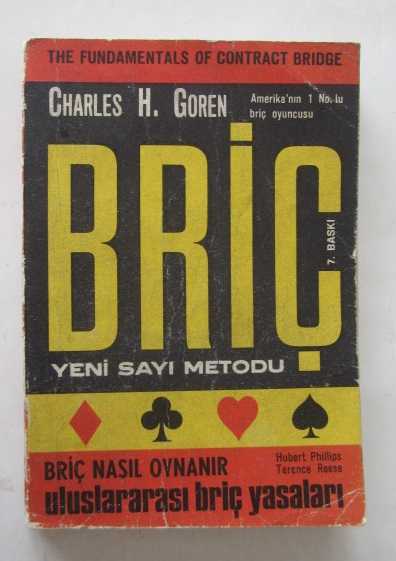 THE FUNDAMENTALS OF CONTRACT BRIDGE
CHARLES H. GOREN
Amerika'nın 1 No.lu
briç oyuncusu
BRİÇ
7. BASKI
YENİ SAYI METODU
BRİÇ NASIL OYNANIR
Hubert Phillips
Terence Reese
uluslararası briç yasaları